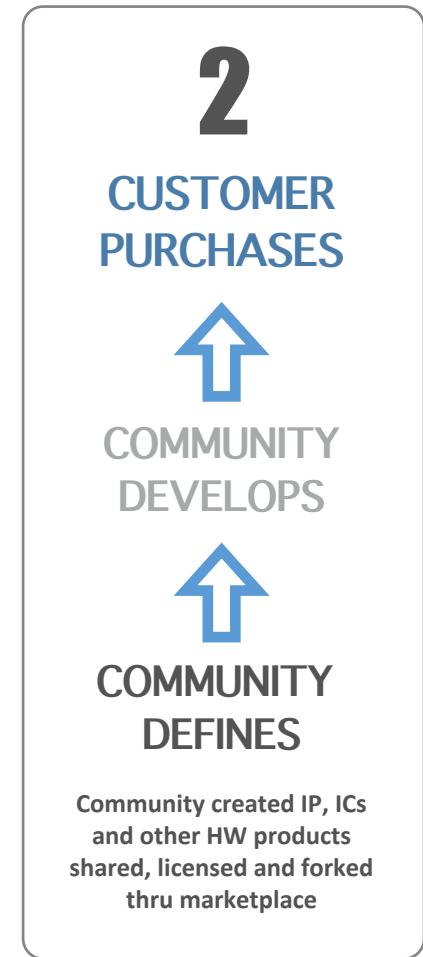 2
CUSTOMER
PURCHASES
COMMUNITY
DEVELOPS
COMMUNITY
DEFINES
Community created IP, ICs
and other HW products
shared, licensed and forked
thru marketplace